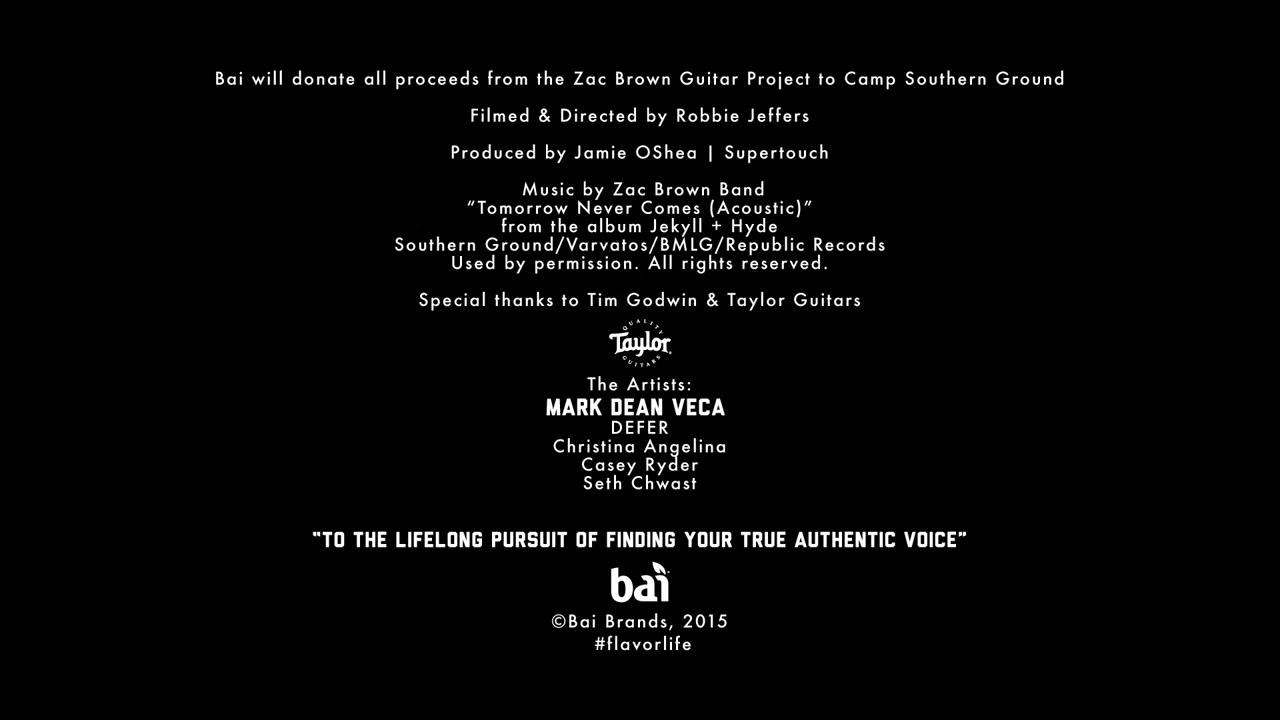 Bai will donate all proceeds from the Zac Brown Guitar Project to Camp Southern Ground
Filmed & Directed by Robbie Jeffers
Produced by Jamie OShea | Supertouch
Music by Zac Brown Band
“Tomorrow Never Comes (Acoustic)”
from the album Jekyll + Hyde
Southern Ground/Varvatos/BMLG/Republic Records
Used by permission. All rights reserved.
Special thanks to Tim Godwin & Taylor Guitars
QUALITY
Taylor
GUITARS
The Artists:
MARK DEAN VECA
DEFER
Christina Angelina
Casey Ryder
Seth Chwast
“TO THE LIFELONG PURSUIT OF FINDING YOUR TRUE AUTHENTIC VOICE”
bai
©Bai Brands, 2015
#flavorlife